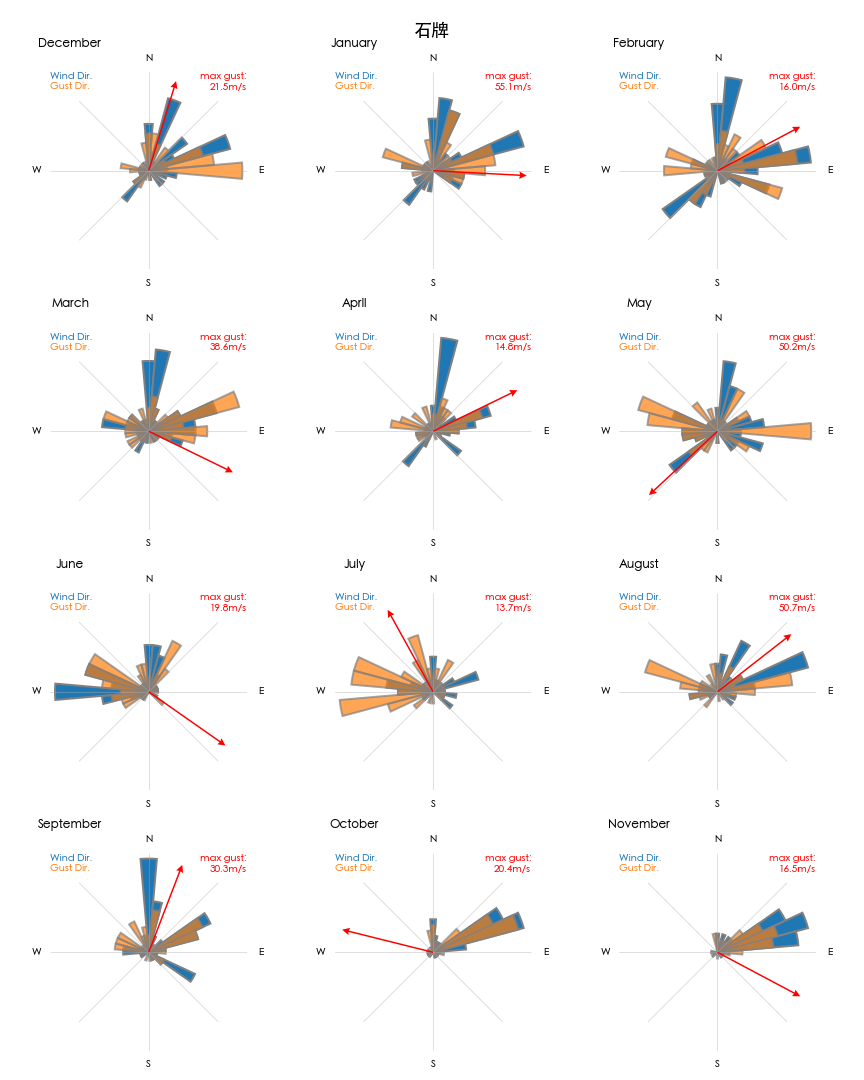 石牌
December
N
Wind Dir.
Gust Dir.
max gust:
21.5m/s
W
E
S
January
N
Wind Dir.
Gust Dir.
max gust:
55.1m/s
W
E
S
February
N
Wind Dir.
Gust Dir.
max gust:
16.0m/s
W
E
S
March
N
Wind Dir.
Gust Dir.
max gust:
38.6m/s
W
E
S
April
N
Wind Dir.
Gust Dir.
max gust:
14.8m/s
W
E
S
May
N
Wind Dir.
Gust Dir.
max gust:
50.2m/s
W
E
S
June
N
Wind Dir.
Gust Dir.
max gust:
19.8m/s
W
E
S
July
N
Wind Dir.
Gust Dir.
max gust:
13.7m/s
W
E
S
August
N
Wind Dir.
Gust Dir.
max gust:
50.7m/s
W
E
S
September
N
Wind Dir.
Gust Dir.
max gust:
30.3m/s
W
E
S
October
N
Wind Dir.
Gust Dir.
max gust:
20.4m/s
W
E
S
November
N
Wind Dir.
Gust Dir.
max gust:
16.5m/s
W
E
S